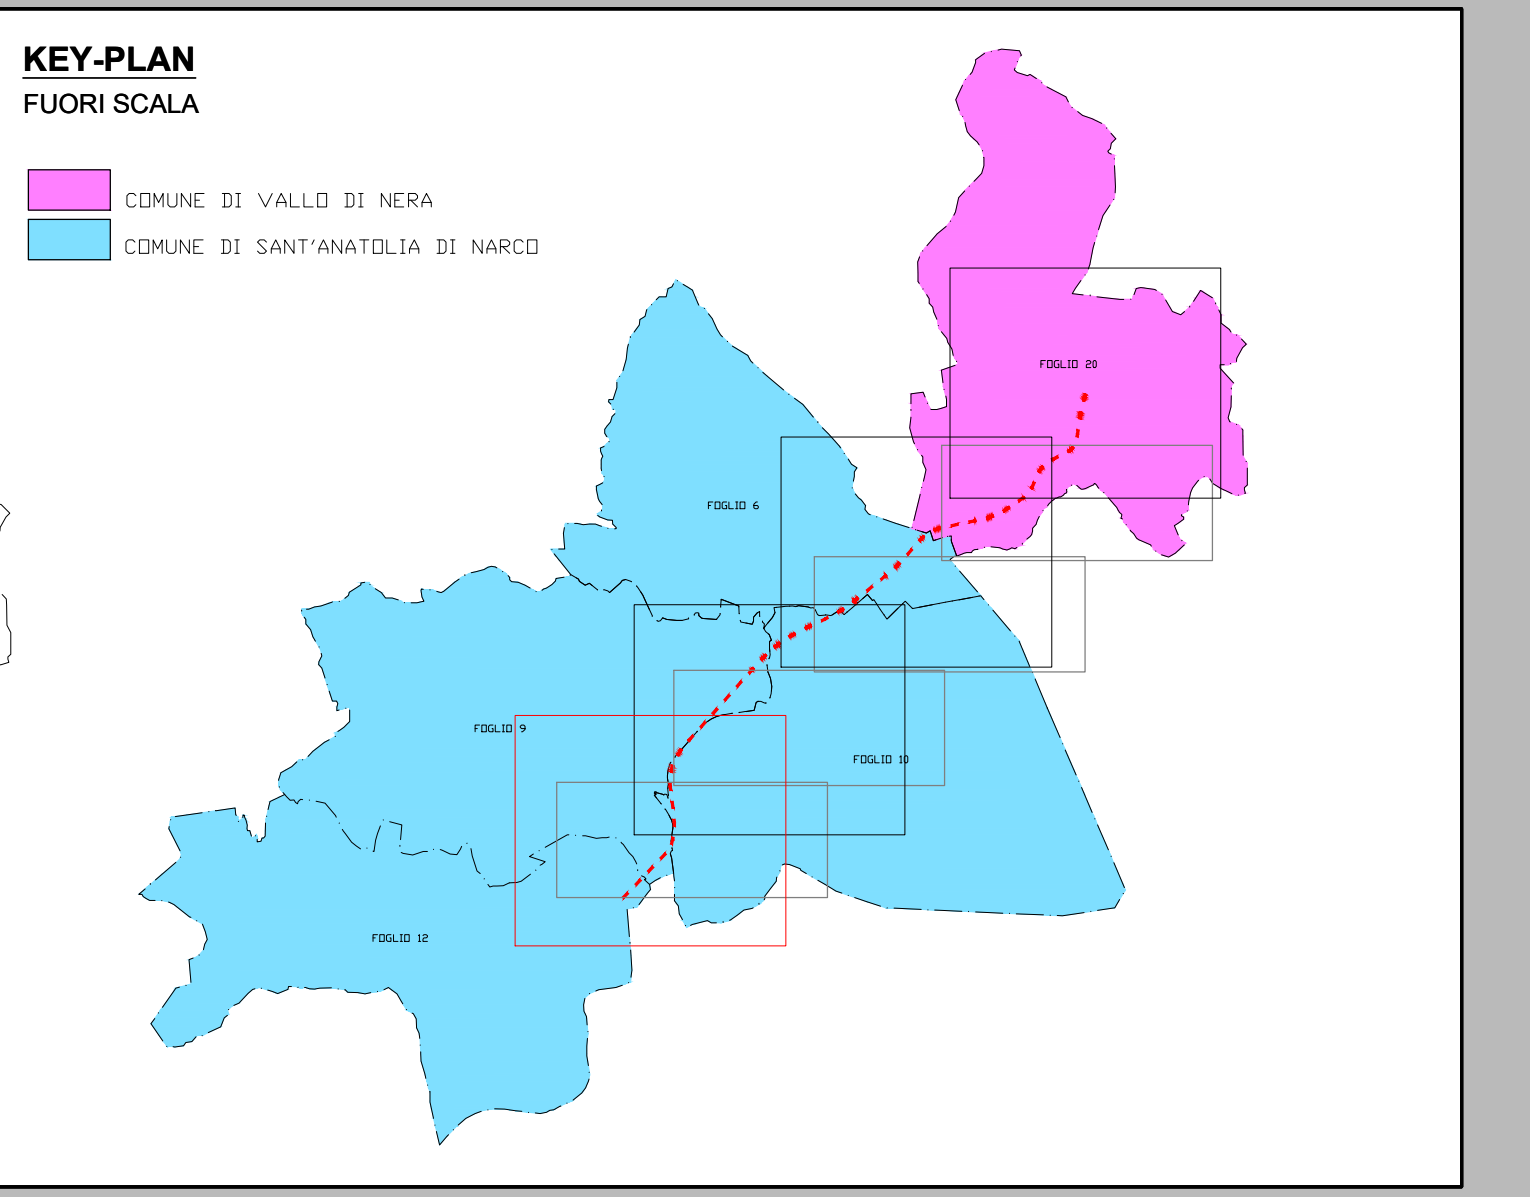 KEY-PLAN
FUORI SCALA
COMUNE DI VALLO DI NERA
COMUNE DI SANT'ANATOLIA DI NARCO
FOGLIO 20
FOGLIO 6
FOGLIO 9
FOGLIO 10
FOGLIO 12